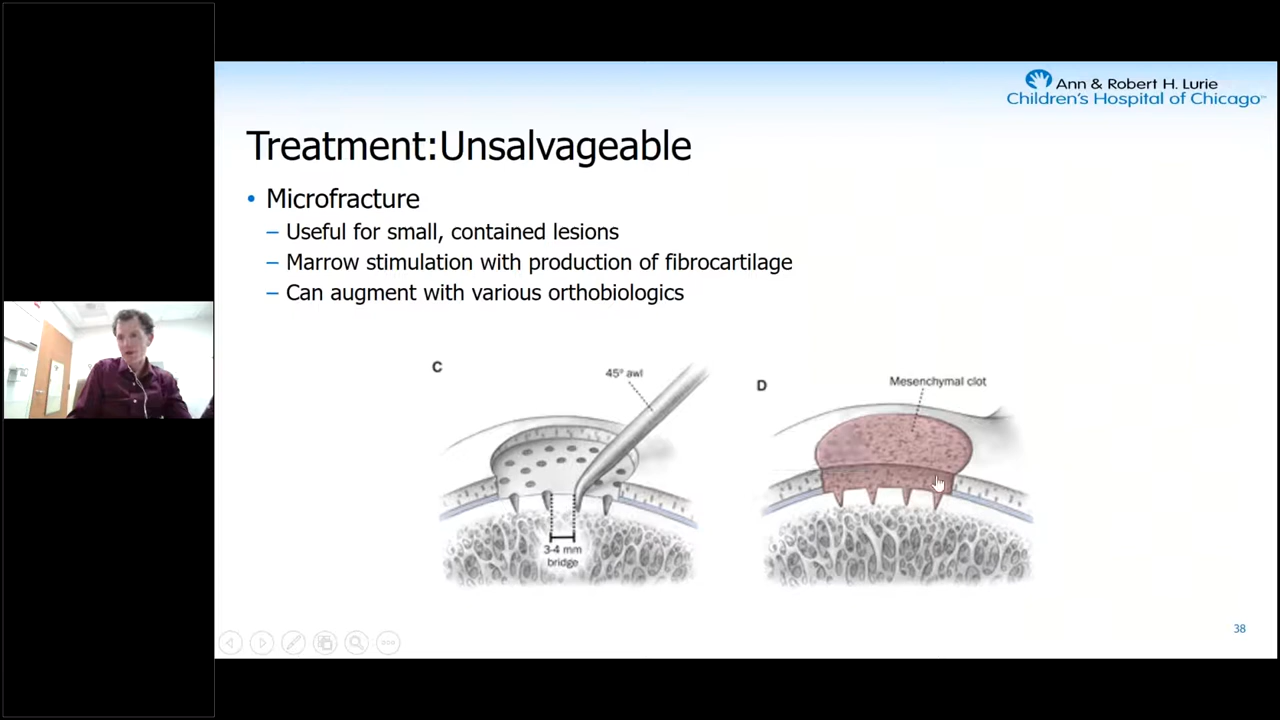 Ann & Robert H. Lurie
Children's Hospital of Chicago
Treatment:Unsalvageable
• Microfracture
– Useful for small, contained lesions
– Marrow stimulation with production of fibrocartilage
– Can augment with various orthobiologics
C
45° awl
3-4 mm
bridge
D
Mesenchymal clot
38